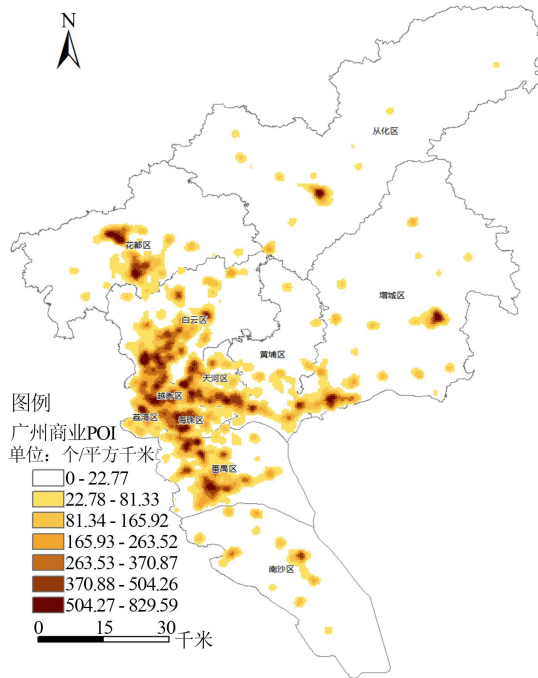 N
从化区
花都区
增城区
白云区
黄埔区
天河区
越秀区
荔湾区
海珠区
番禺区
南沙区
图例
广州商业POI
单位：个/平方千米
0 - 22.77
22.78 - 81.33
81.34 - 165.92
165.93 - 263.52
263.53 - 370.87
370.88 - 504.26
504.27 - 829.59
0 15 30
千米